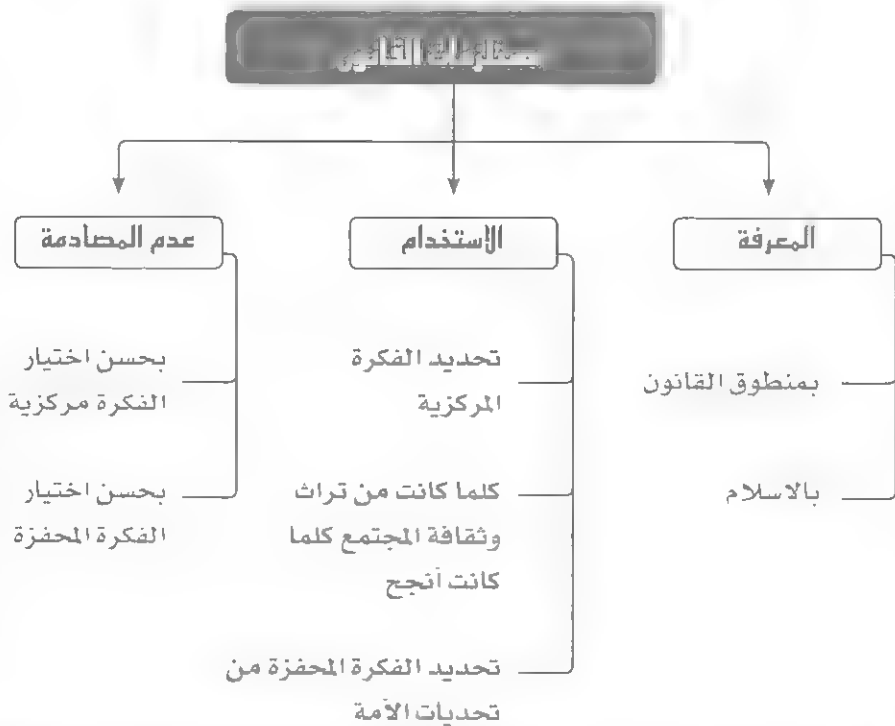 المعرفة
بمنطوق القانون
بالاسلام
الاستخدام
تحديد الفكرة
المركزية
كلما كانت من تراث
وثقافة المجتمع كلما
كانت أنجح
تحديد الفكرة المحفزة من
تحديات الأمة
عدم المصادمة
بحسن اختيار
الفكرة مركزية
بحسن اختيار
الفكرة المحفزة